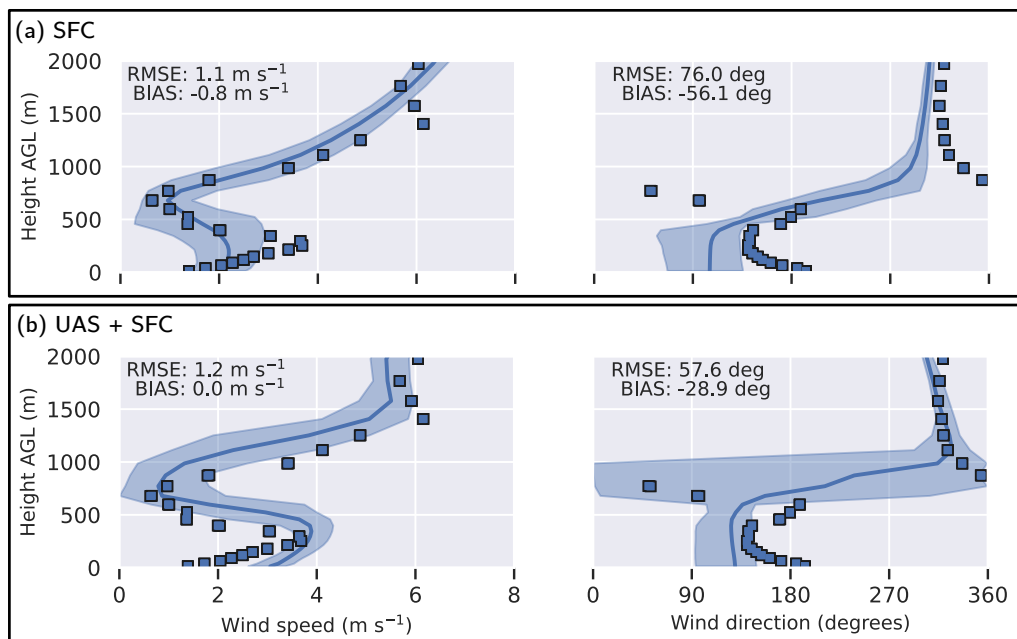 (a) SFC
RMSE: 1.1 m s⁻¹
BIAS: -0.8 m s⁻¹
RMSE: 76.0 deg
BIAS: -56.1 deg
Height AGL (m)
2000
1500
1000
500
0
(b) UAS + SFC
RMSE: 1.2 m s⁻¹
BIAS: 0.0 m s⁻¹
RMSE: 57.6 deg
BIAS: -28.9 deg
Height AGL (m)
2000
1500
1000
500
0
0 2 4 6 8
Wind speed (m s⁻¹)
0 90 180 270 360
Wind direction (degrees)